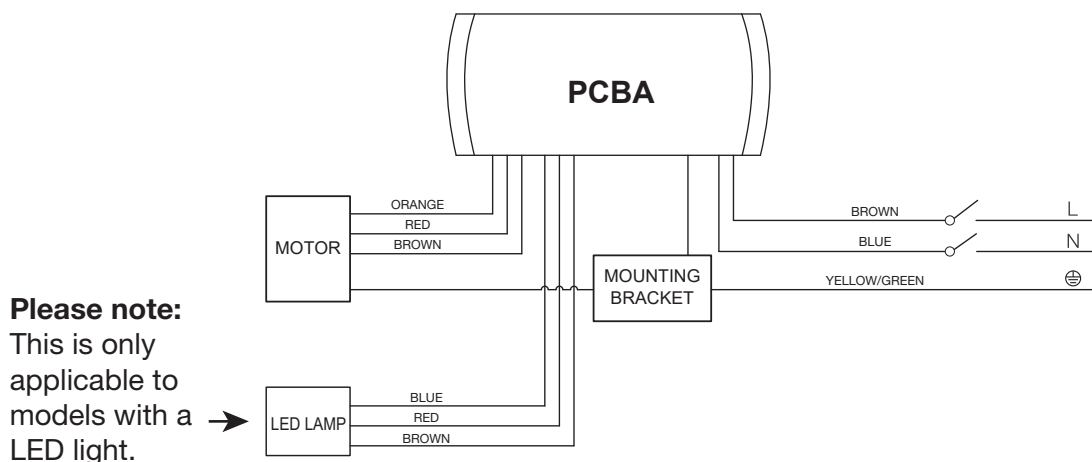 PCBA
ORANGE
RED
BROWN
MOTOR
BROWN
L
BLUE
N
MOUNTING
BRACKET
YELLOW/GREEN
Please note:
This is only
applicable to
models with a
LED light.
LED LAMP
BLUE
RED
BROWN